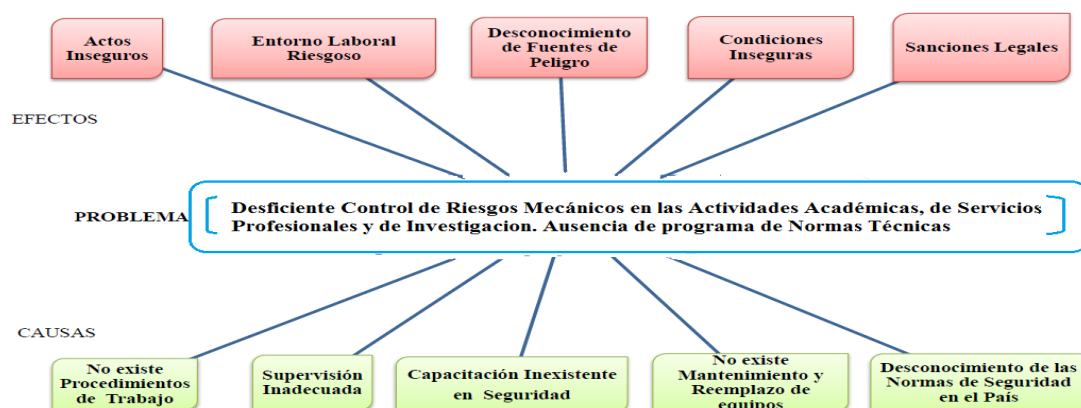 Actos
Inseguros
Entorno Laboral
Riesgoso
Desconocimiento
de Fuentes de
Peligro
Condiciones
Inseguras
Sanciones Legales
EFECTOS
PROBLEMA
Desficiente Control de Riesgos Mecánicos en las Actividades Académicas, de Servicios
Profesionales y de Investigacion. Ausencia de programa de Normas Técnicas
CAUSAS
No existe
Procedimientos
de Trabajo
Supervisión
Inadecuada
Capacitación Inexistente
en Seguridad
No existe
Mantenimiento y
Reemplazo de
equipos
Desconocimiento de las
Normas de Seguridad
en el País